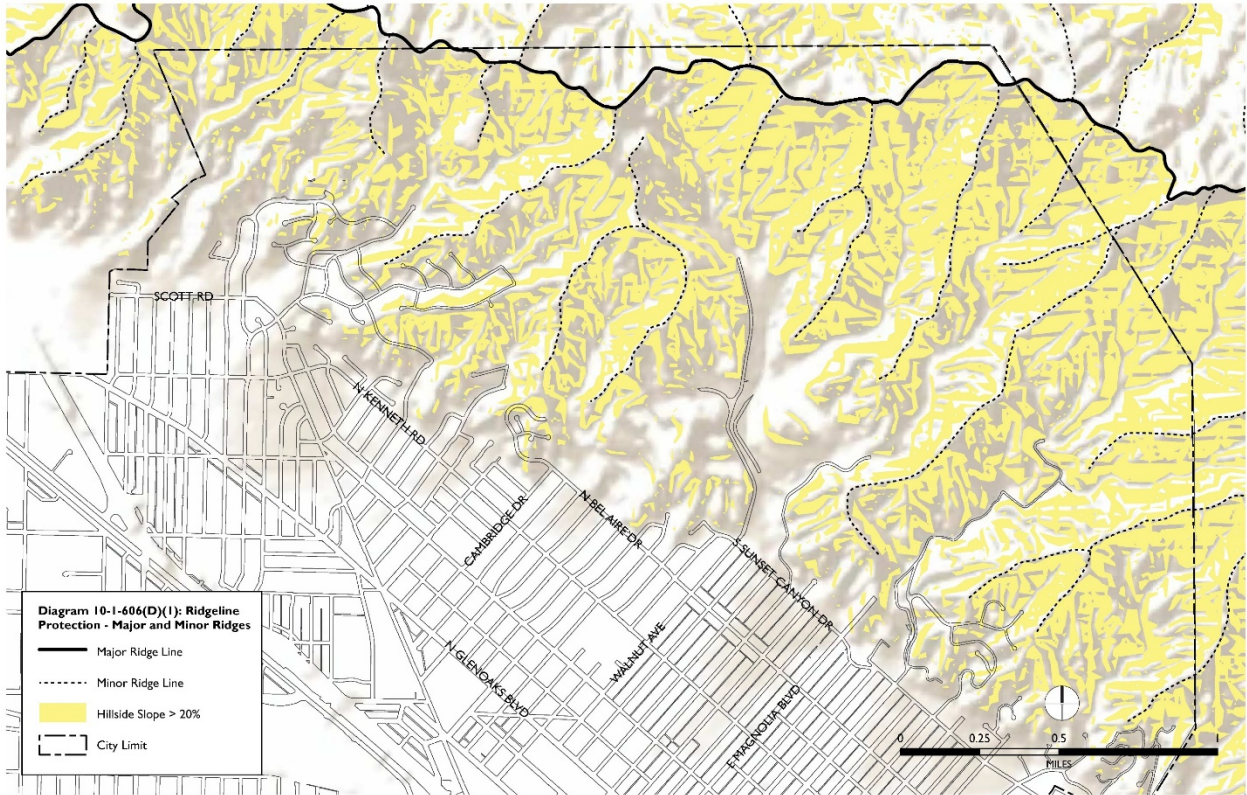 SCOTT RD
N KENNETH RD
CAMBRIDGE DR
N BEL AIRE DR
S SUNSET CANYON DR
WALNUT AVE
N GLENOAKS BLVD
E MAGNOLIA BLVD
Diagram 10-1-606(D)(1): Ridgeline
Protection - Major and Minor Ridges
Major Ridge Line
Minor Ridge Line
Hillside Slope > 20%
City Limit
0 0.25 0.5 1
MILES